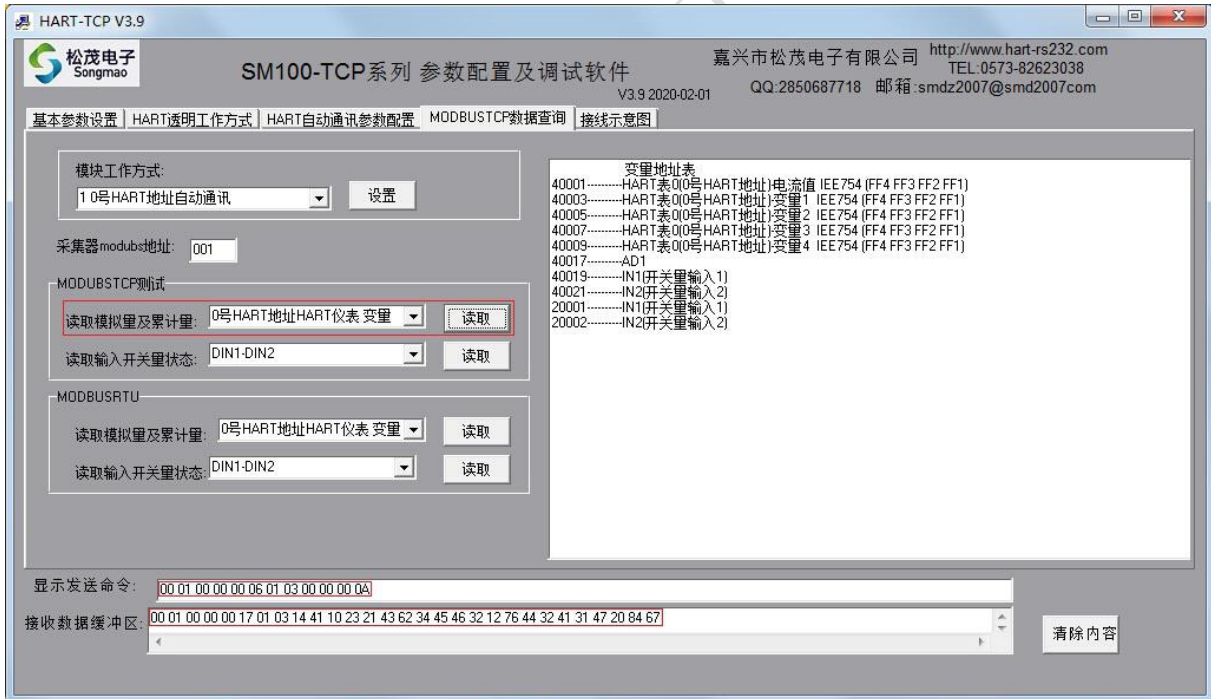 HART-TCP V3.9
松茂电子
Songmao
SM100-TCP系列 参数配置及调试软件
V3.9 2020-02-01
嘉兴市松茂电子有限公司 http://www.hart-rs232.com
TEL:0573-82623038
QQ:2850687718 邮箱:smdz2007@smd2007com
基本参数设置 HART透明工作方式 HART自动通讯参数配置 MODBUSTCP数据查询 接线示意图
模块工作方式:
1 0号HART地址自动通讯 设置
采集器modubs地址: 001
MODUBSTCP测试
读取模拟量及累计量: 0号HART地址HART仪表 变量 读取
读取输入开关量状态: DIN1-DIN2 读取
MODBUSRTU
读取模拟量及累计量: 0号HART地址HART仪表 变量 读取
读取输入开关量状态: DIN1-DIN2 读取
变量地址表
40001---------HART表0(0号HART地址)电流值 IEE754 (FF4 FF3 FF2 FF1)
40003---------HART表0(0号HART地址)变量1 IEE754 (FF4 FF3 FF2 FF1)
40005---------HART表0(0号HART地址)变量2 IEE754 (FF4 FF3 FF2 FF1)
40007---------HART表0(0号HART地址)变量3 IEE754 (FF4 FF3 FF2 FF1)
40009---------HART表0(0号HART地址)变量4 IEE754 (FF4 FF3 FF2 FF1)
40017---------AD1
40019---------IN1(开关量输入1)
40021---------IN2(开关量输入2)
20001---------IN1(开关量输入1)
20002---------IN2(开关量输入2)
显示发送命令: 00 01 00 00 00 06 01 03 00 00 00 0A
接收数据缓冲区: 00 01 00 00 00 17 01 03 14 41 10 23 21 43 62 34 45 46 32 12 76 44 32 41 31 47 20 84 67
清除内容